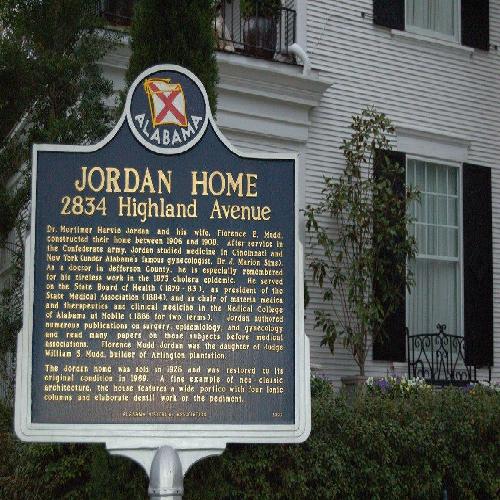 ALABAMA
JORDAN HOME
2834 Highland Avenue
Dr. Mortimer Harvie Jordan and his wife, Florence E. Mudd,
constructed their home between 1906 and 1908. After service in
the Confederate army, Jordan studied medicine in Cincinnati and
New York (under Alabama's famous gynecologist, Dr. J. Marion Sims).
As a doctor in Jefferson County, he is especially remembered
for his tireless work in the 1873 cholera epidemic. He served
on the State Board of Health (1879-83), as president of the
State Medical Association (1884), and as chair of materia medica
and therapeutics and clinical medicine in the Medical College
of Alabama at Mobile (1886 for two terms). Jordan authored
numerous publications on surgery, epidemiology, and gynecology
and read many papers on those subjects before medical
associations. Florence Mudd Jordan was the daughter of Judge
William S. Mudd, builder of Arlington plantation.
The Jordan home was sold in 1926 and was restored to its
original condition in 1969. A fine example of neo-classic
architecture, the house features a wide portico with four Ionic
columns and elaborate dentil work or the pediment.
ALABAMA HISTORICAL ASSOCIATION